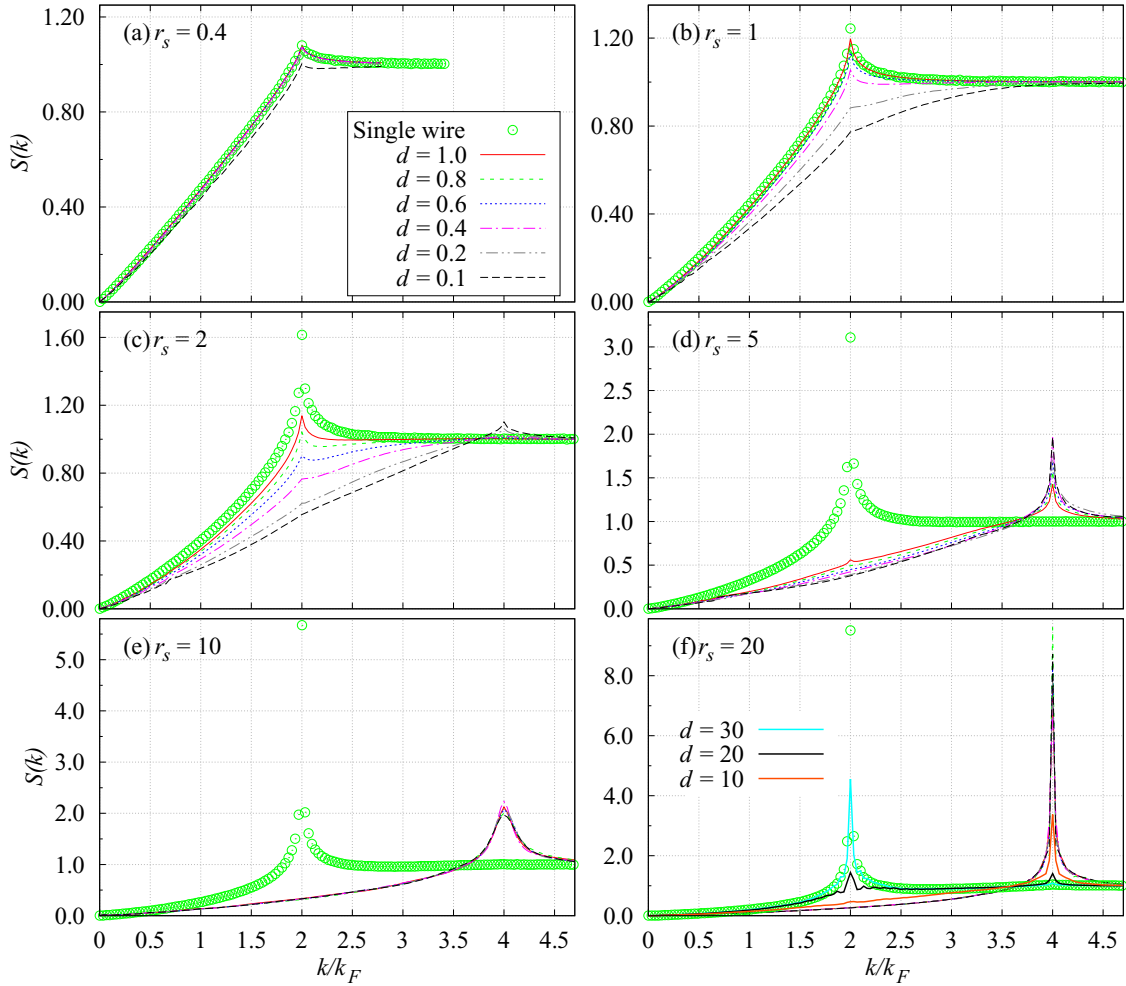 (a) r_s = 0.4
S(k)
1.20
0.80
0.40
0.00
Single wire
d = 1.0
d = 0.8
d = 0.6
d = 0.4
d = 0.2
d = 0.1
(b) r_s = 1
1.20
0.80
0.40
0.00
(c) r_s = 2
S(k)
1.60
1.20
0.80
0.40
0.00
(d) r_s = 5
3.0
2.5
2.0
1.5
1.0
0.5
0.0
(e) r_s = 10
S(k)
5.0
4.0
3.0
2.0
1.0
0.0
0 0.5 1 1.5 2 2.5 3 3.5 4 4.5
k/k_F
(f) r_s = 20
8.0
6.0
4.0
2.0
0.0
d = 30
d = 20
d = 10
0 0.5 1 1.5 2 2.5 3 3.5 4 4.5
k/k_F